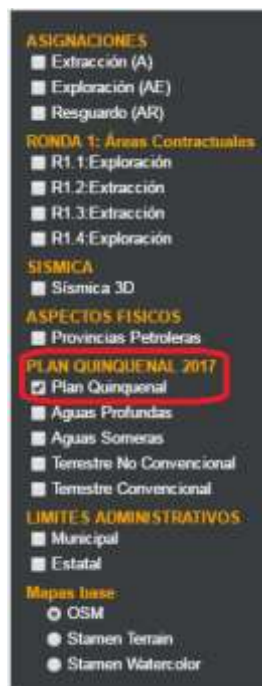 ASIGNACIONES
Extracción (A)
Exploración (AE)
Resguardo (AR)
RONDA 1: Áreas Contractuales
R1.1:Exploración
R1.2:Extracción
R1.3:Extracción
R1.4:Exploración
SISMICA
Sísmica 3D
ASPECTOS FISICOS
Provincias Petroleras
PLAN QUINQUENAL 2017
Plan Quinquenal
Aguas Profundas
Aguas Someras
Terrestre No Convencional
Terrestre Convencional
LIMITES ADMINISTRATIVOS
Municipal
Estatal
Mapas base
OSM
Stamen Terrain
Stamen Watercolor